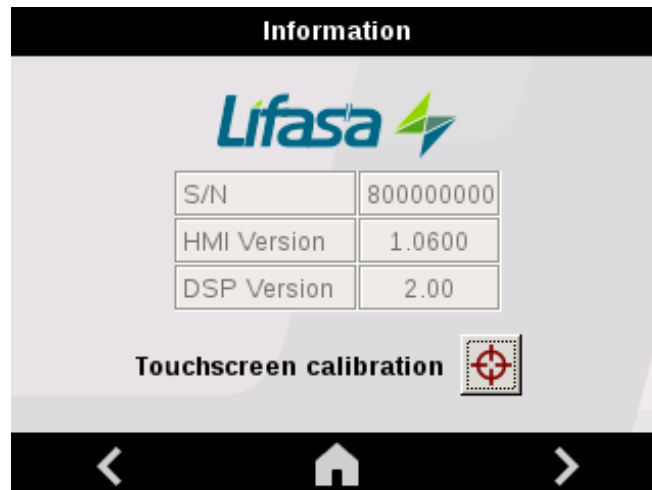 Information
Lifasa
S/N 800000000
HMI Version 1.0600
DSP Version 2.00
Touchscreen calibration